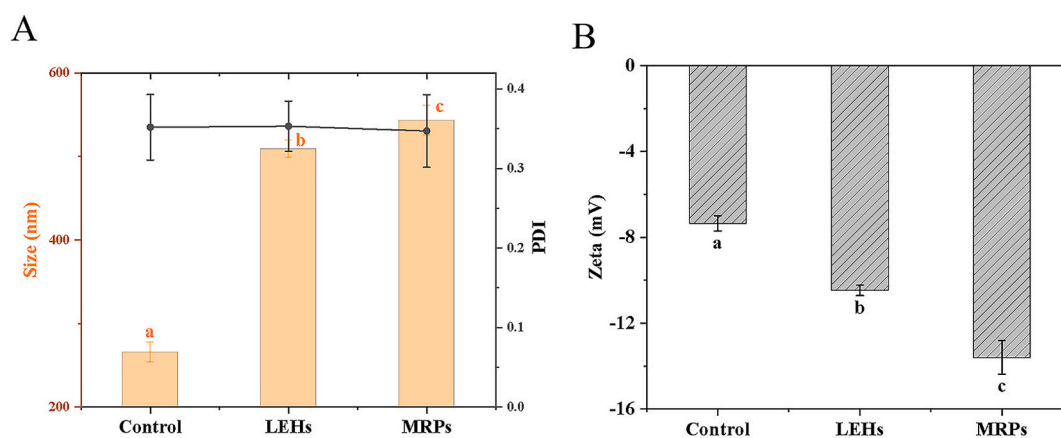 A
600
400
200
Size (nm)
a
b
c
0.4
0.3
0.2
0.1
0.0
PDI
Control LEHs MRPs
B
0
-4
-8
-12
-16
Zeta (mV)
a
b
c
Control LEHs MRPs